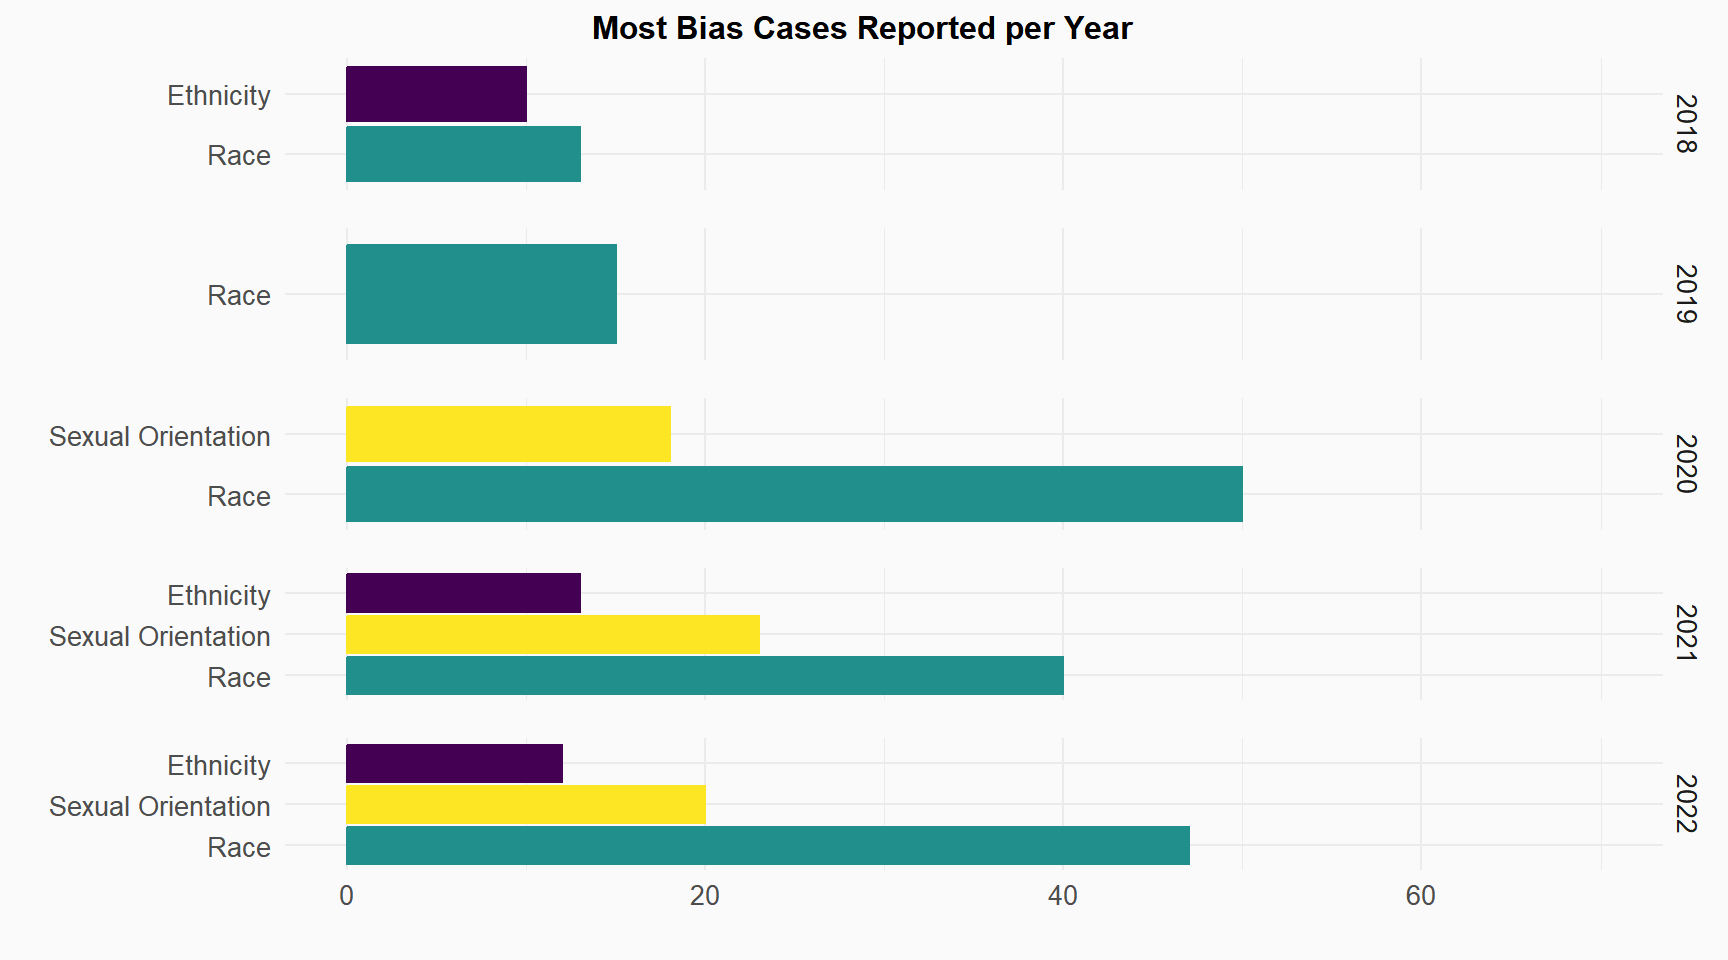 Most Bias Cases Reported per Year
Ethnicity
Race
2018
Race
2019
Sexual Orientation
Race
2020
Ethnicity
Sexual Orientation
Race
2021
Ethnicity
Sexual Orientation
Race
2022
0 20 40 60